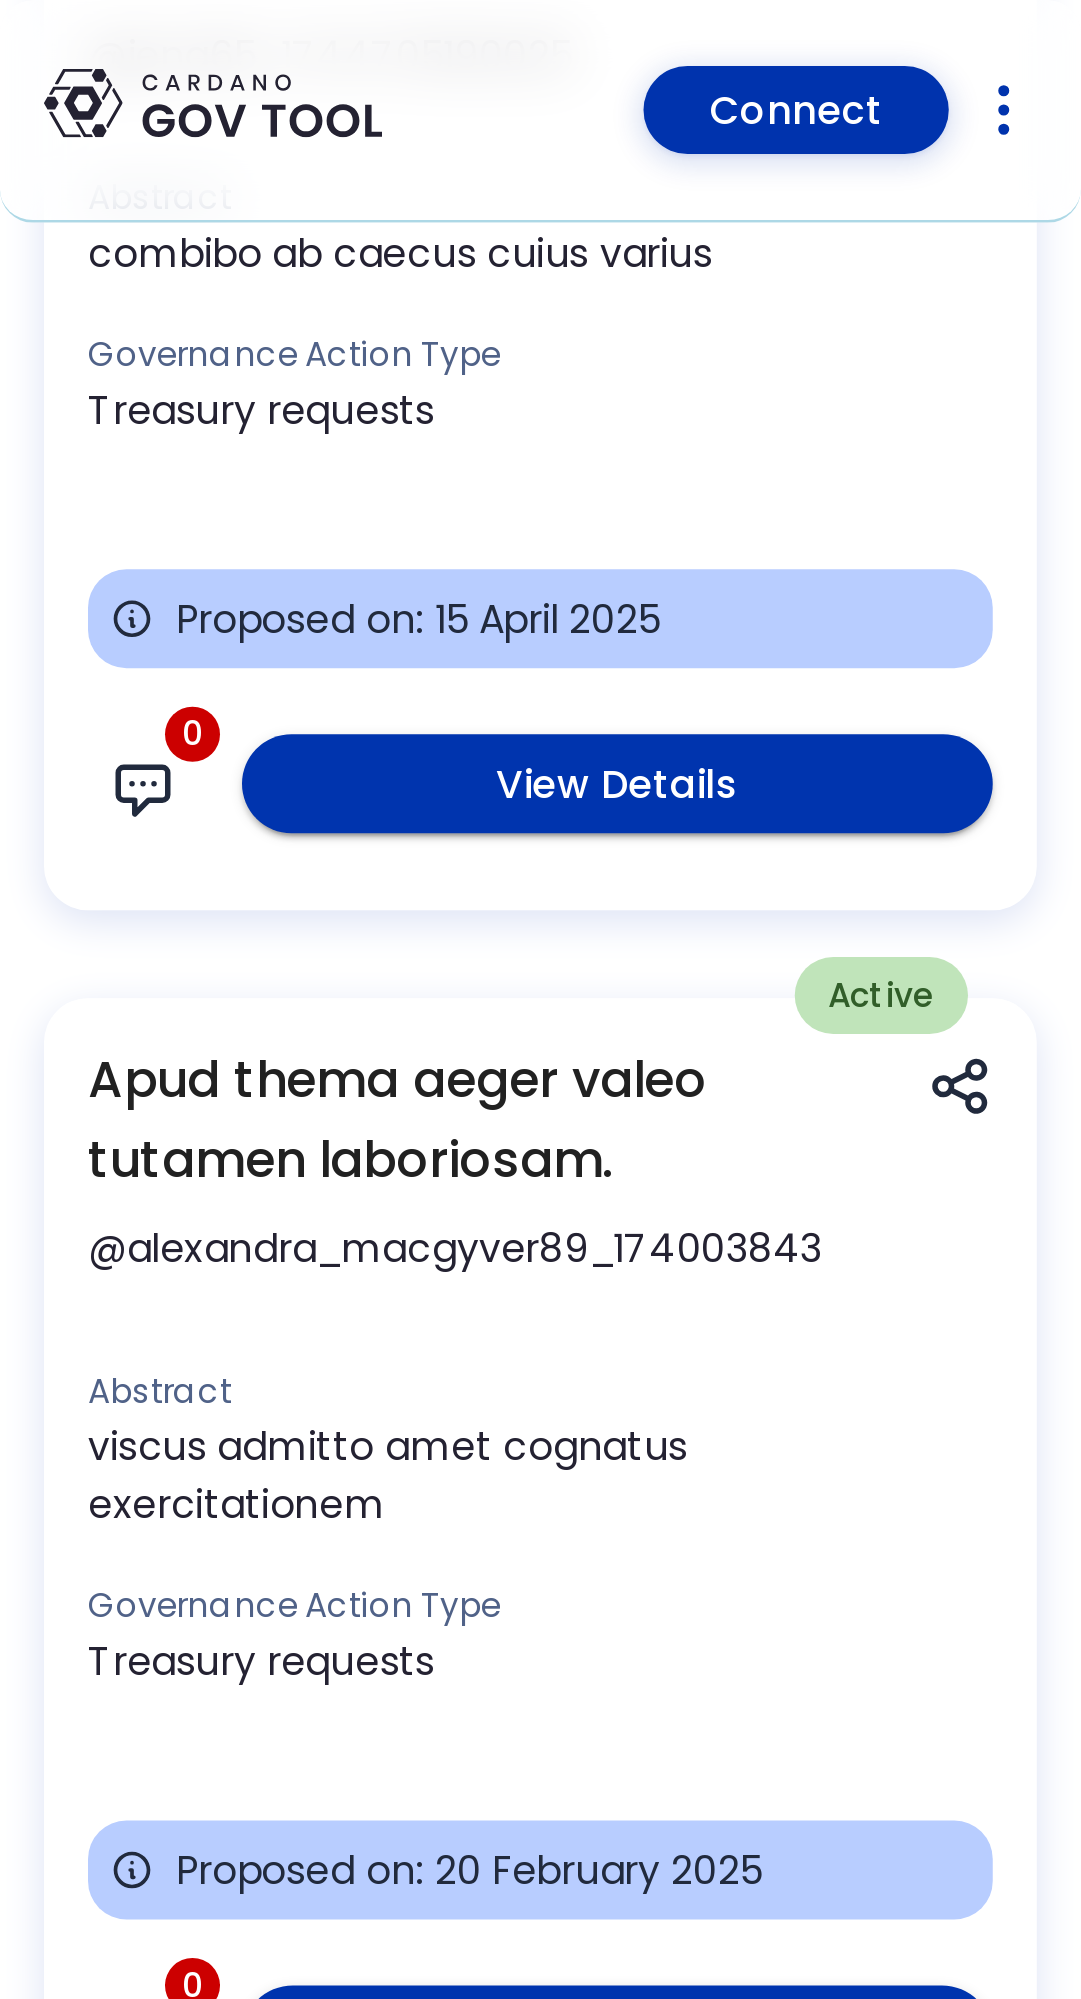 CARDANO
GOV TOOL
Connect
Abstract
combibo ab caecus cuius varius
Governance Action Type
Treasury requests
Proposed on: 15 April 2025
0
View Details
Active
Apud thema aeger valeo
tutamen laboriosam.
@alexandra_macgyver89_174003843
Abstract
viscus admitto amet cognatus
exercitationem
Governance Action Type
Treasury requests
Proposed on: 20 February 2025
0